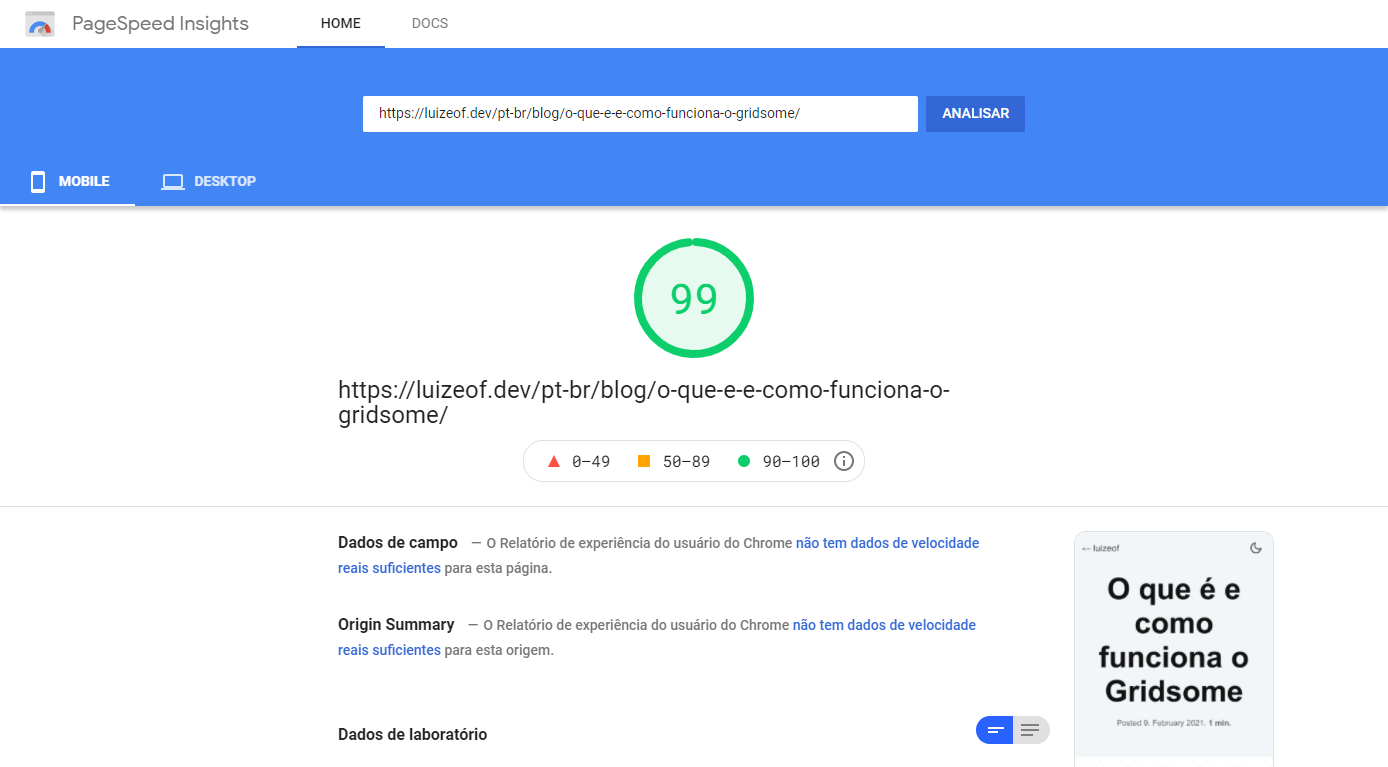 PageSpeed Insights
HOME
DOCS
https://luizeof.dev/pt-br/blog/o-que-e-e-como-funciona-o-gridsome/
ANALISAR
MOBILE
DESKTOP
99
https://luizeof.dev/pt-br/blog/o-que-e-e-como-funciona-o-
gridsome/
0–49
50–89
90–100
Dados de campo — O Relatório de experiência do usuário do Chrome não tem dados de velocidade
reais suficientes para esta página.
Origin Summary — O Relatório de experiência do usuário do Chrome não tem dados de velocidade
reais suficientes para esta origem.
Dados de laboratório
← luizeof
O que é e
como
funciona o
Gridsome
Posted 9. February 2021. 1 min.